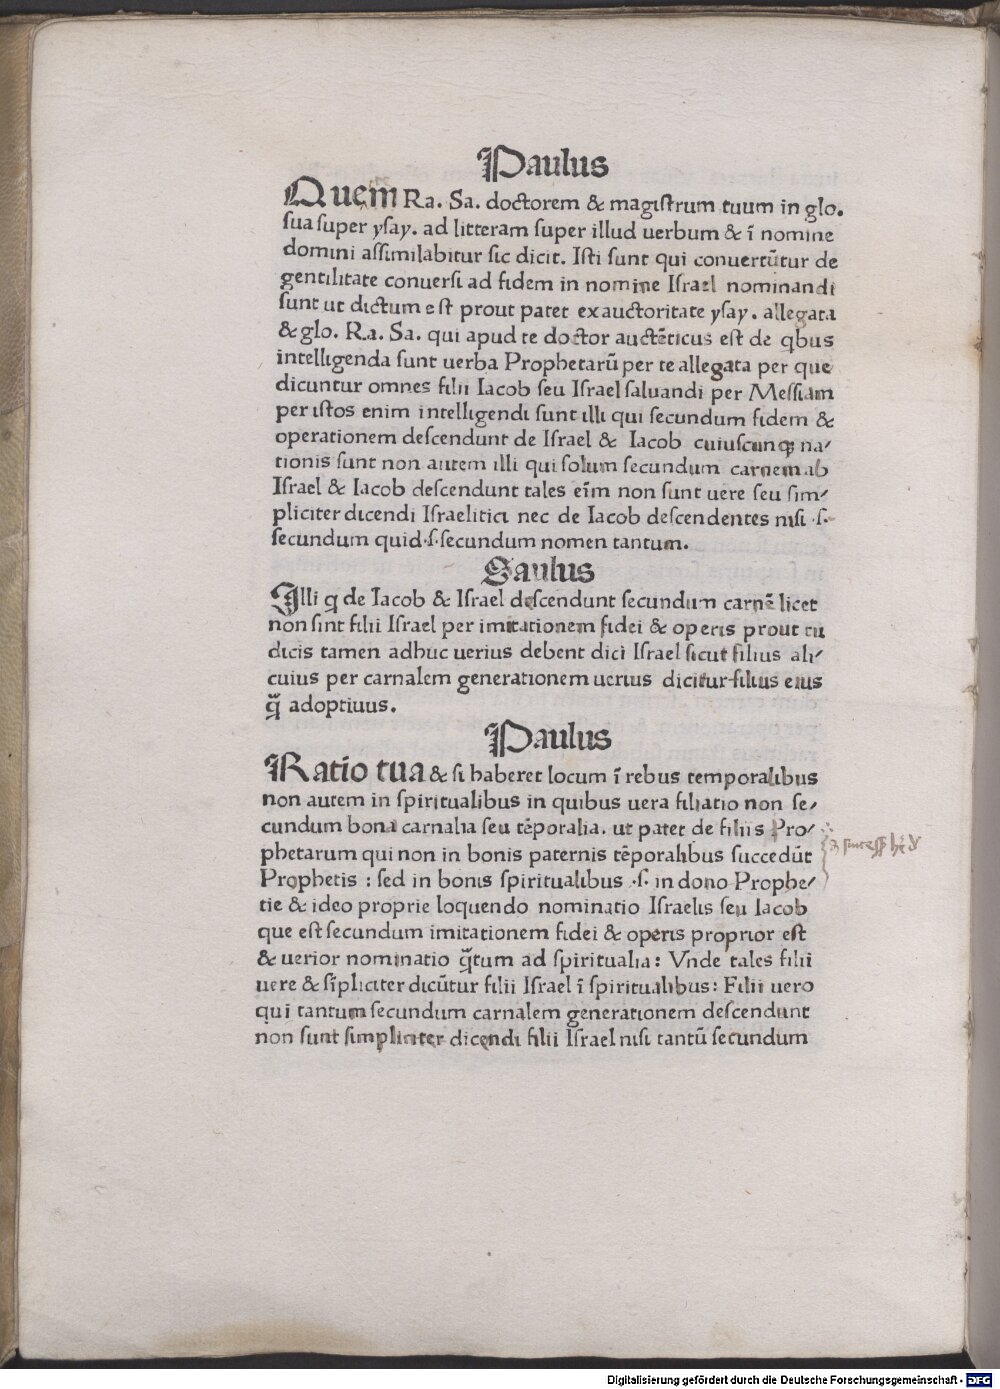 Paulus
Quem Ra. Sa. doctorem & magistrum tuum in glo.
sua super ysay. ad litteram super illud uerbum & ī nomine
domini assimilabitur sic dicit. Isti sunt qui conuertūtur de
gentilitate conuersi ad fidem in nomine Israel nominandi
sunt ut dictum est prout patet ex auctoritate ysay. allegata
& glo. Ra. Sa. qui apud te doctor auctēticus est de qbus
intelligenda sunt uerba Prophetarū per te allegata per que
dicuntur omnes filii Iacob seu Israel saluandi per Messiam
per istos enim intelligendi sunt illi qui secundum fidem &
operationem descendunt de Israel & Iacob cuiuscunqꝫ na⸗
tionis sunt non autem illi qui solum secundum carnem ab
Israel & Iacob descendunt tales eīm non sunt uere seu sim⸗
pliciter dicendi Israelitici nec de Iacob descendentes nisi .s.
secundum quid .s. secundum nomen tantum.
Saulus
Illi q de Iacob & Israel descendunt secundum carnē licet
non sint filii Israel per imitationem fidei & operis prout tu
dicis tamen adhuc uerius debent dici Israel sicut filius ali⸗
cuius per carnalem generationem uerius dicitur filius eius
q̄ adoptiuus.
Paulus
Ratio tua & si haberet locum ī rebus temporalibus
non autem in spiritualibus in quibus uera filiatio non se⸗
cundum bona carnalia seu tēporalia. ut patet de filiis Pro⸗
phetarum qui non in bonis paternis tēporalibus succedūt
Prophetis : sed in bonis spiritualibus .s. in dono Prophe⸗
tie & ideo proprie loquendo nominatio Israelis seu Iacob
que est secundum imitationem fidei & operis proprior est
& uerior nominatio q̄tum ad spiritualia : Vnde tales filii
uere & sīpliciter dicūtur filii Israel ī spiritualibus : Filii uero
qui tantum secundum carnalem generationem descendunt
non sunt simpliciter dicendi filii Israel nisi tantū secundum
Digitalisierung gefördert durch die Deutsche Forschungsgemeinschaft - DFG